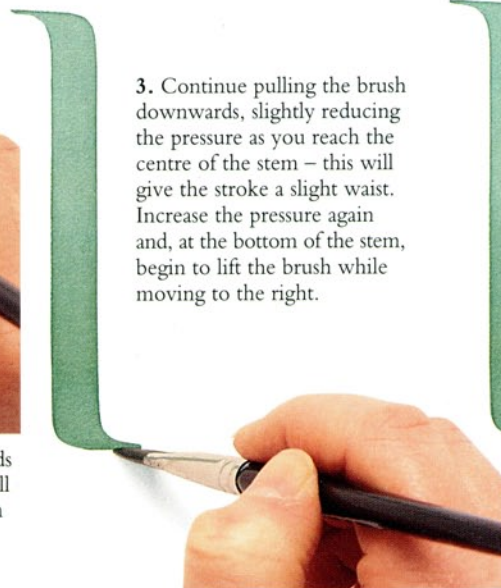 3. Continue pulling the brush
downwards, slightly reducing
the pressure as you reach the
centre of the stem – this will
give the stroke a slight waist.
Increase the pressure again
and, at the bottom of the stem,
begin to lift the brush while
moving to the right.